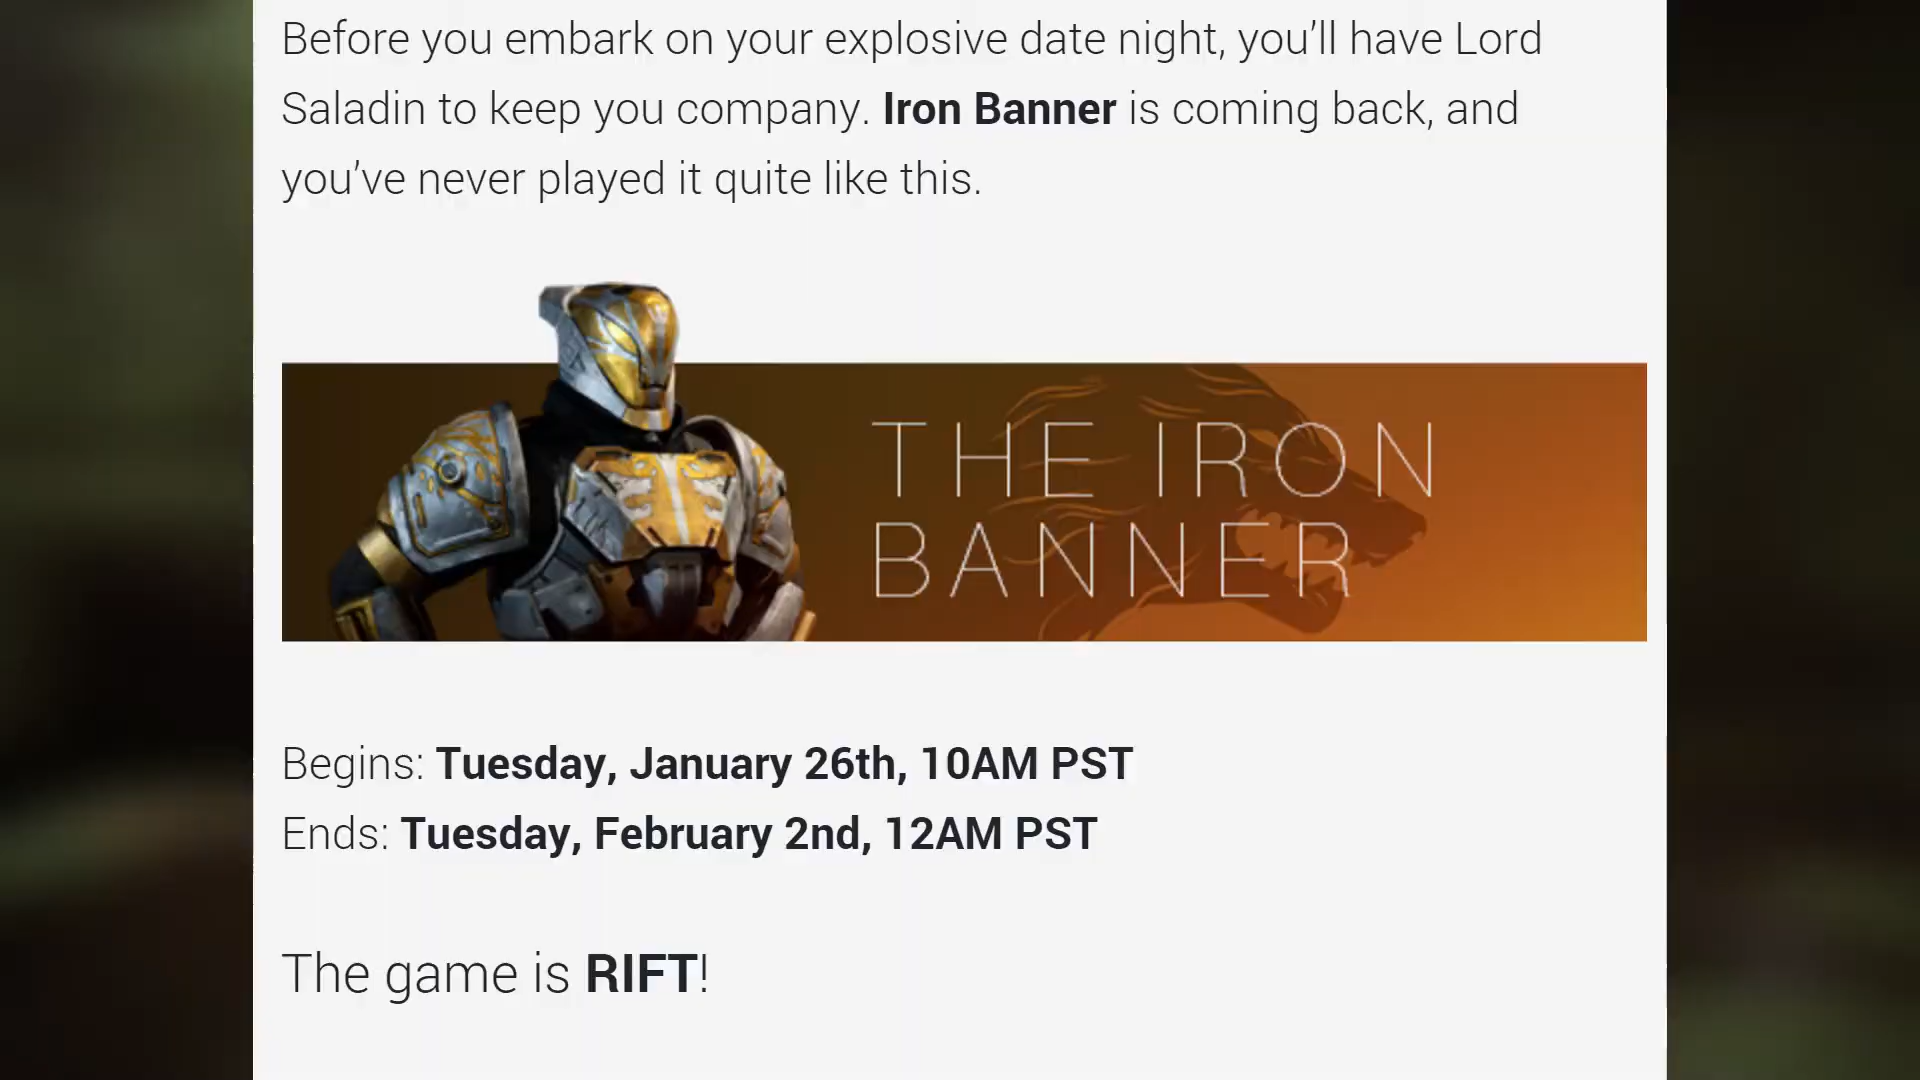 Before you embark on your explosive date night, you’ll have Lord
Saladin to keep you company. Iron Banner is coming back, and
you’ve never played it quite like this.
THE IRON
BANNER
Begins: Tuesday, January 26th, 10AM PST
Ends: Tuesday, February 2nd, 12AM PST
The game is RIFT!